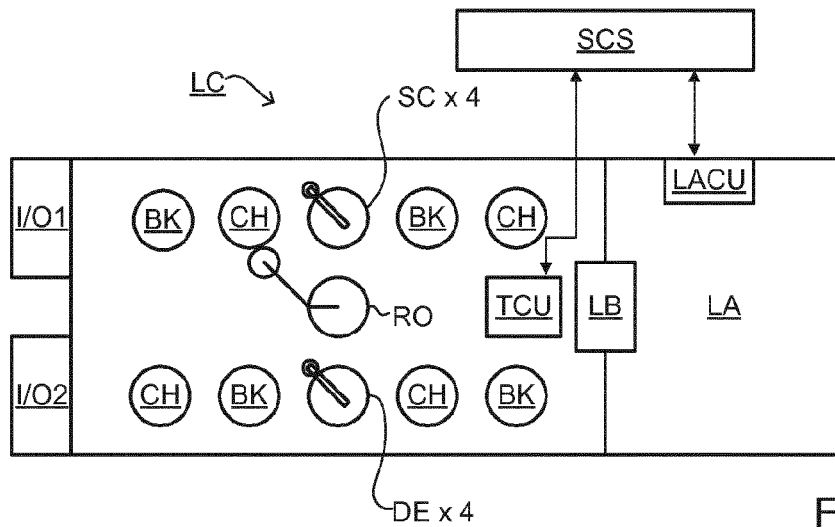 SCS
LC
SC x 4
LACU
I/O1
BK
CH
BK
CH
RO
TCU
LB
LA
I/O2
CH
BK
CH
BK
DE x 4